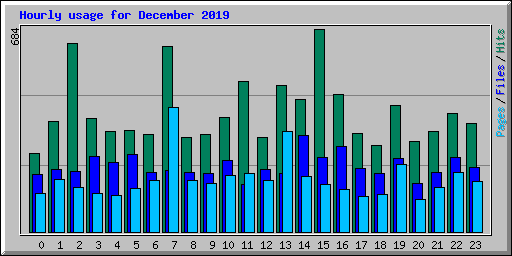 Hourly usage for December 2019
684
Pages / Files / Hits
0 1 2 3 4 5 6 7 8 9 10 11 12 13 14 15 16 17 18 19 20 21 22 23